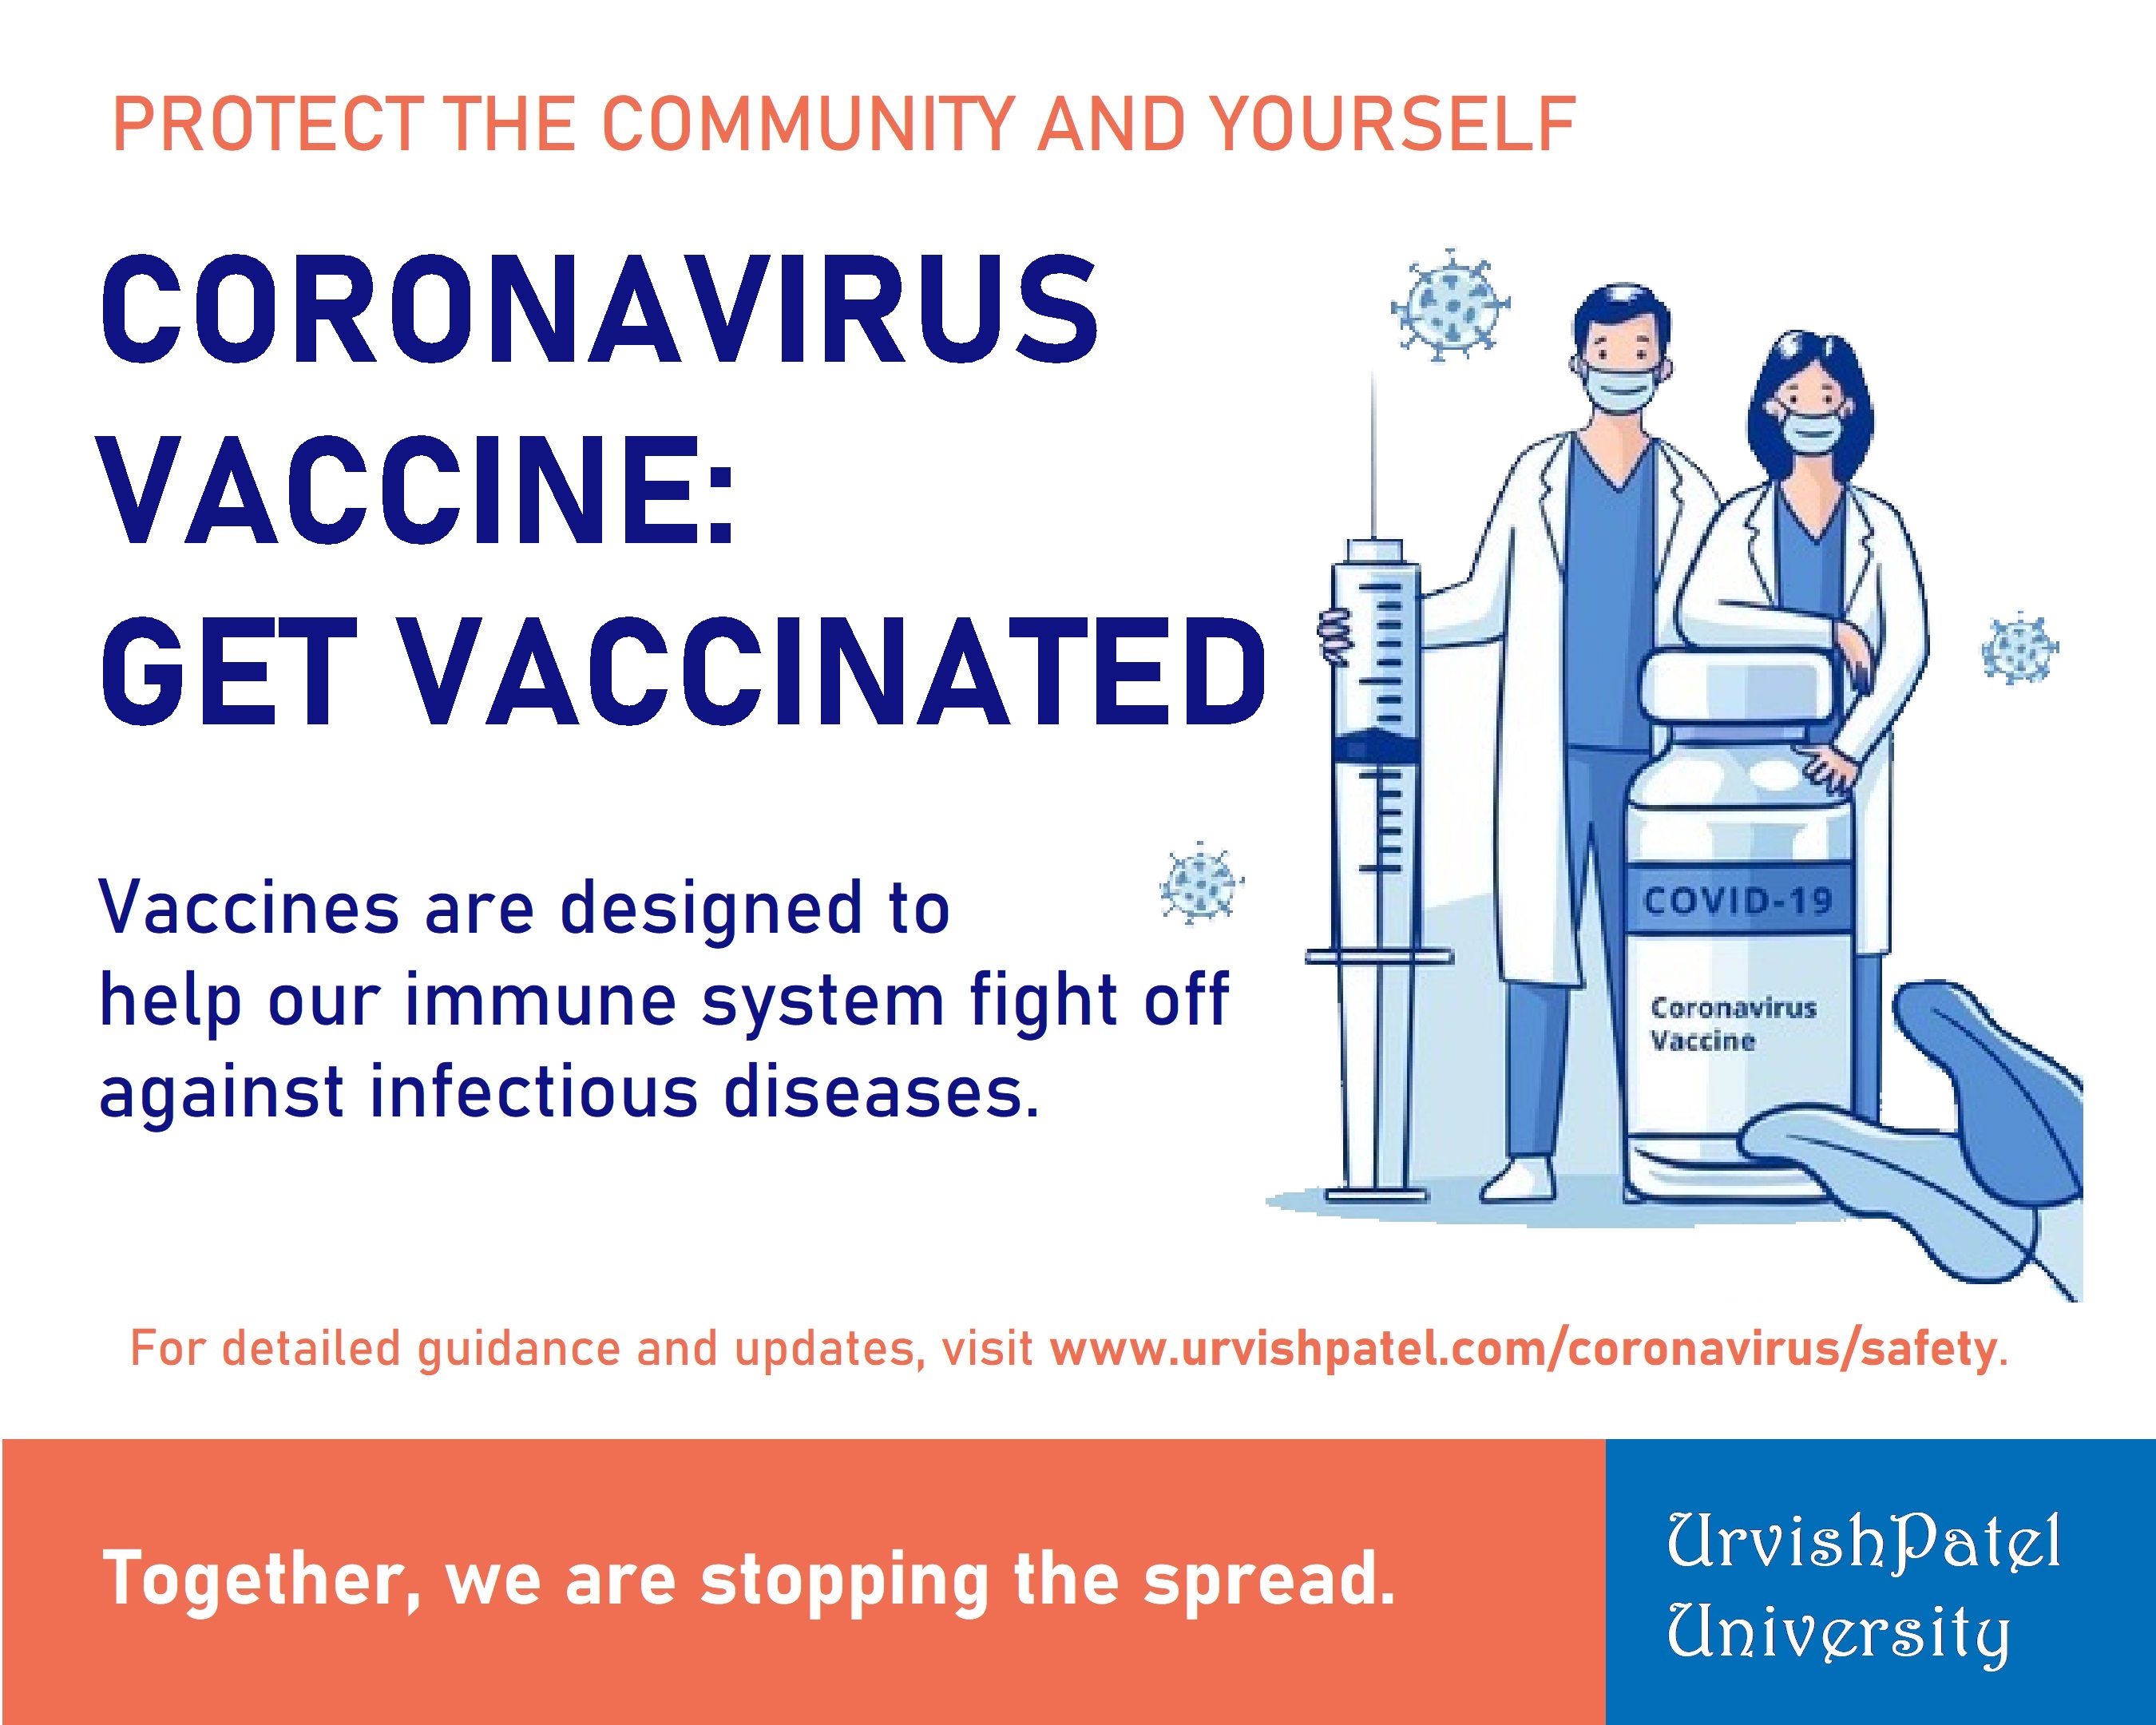 PROTECT THE COMMUNITY AND YOURSELF
CORONAVIRUS
VACCINE:
GET VACCINATED
Vaccines are designed to
help our immune system fight off
against infectious diseases.
COVID-19
Coronavirus
Vaccine
For detailed guidance and updates, visit www.urvishpatel.com/coronavirus/safety.
Together, we are stopping the spread.
UrvishPatel
University